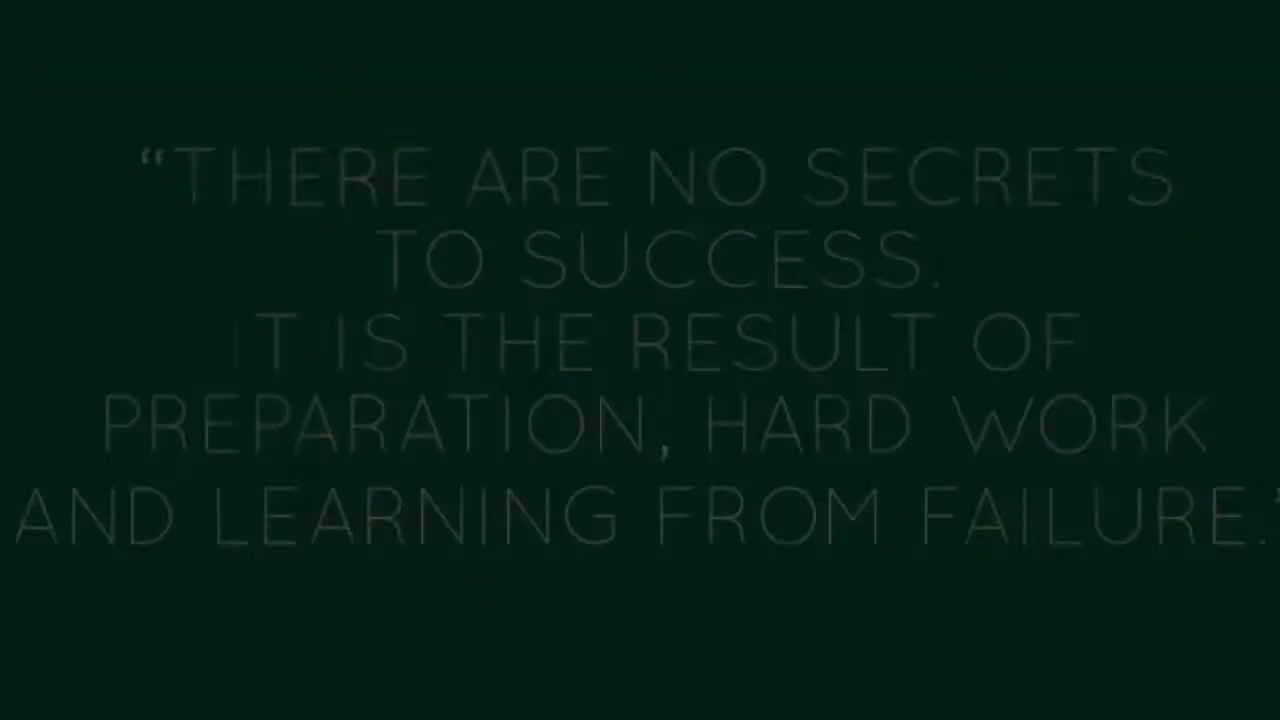 “THERE ARE NO SECRETS
TO SUCCESS.
IT IS THE RESULT OF
PREPARATION, HARD WORK
AND LEARNING FROM FAILURE.”